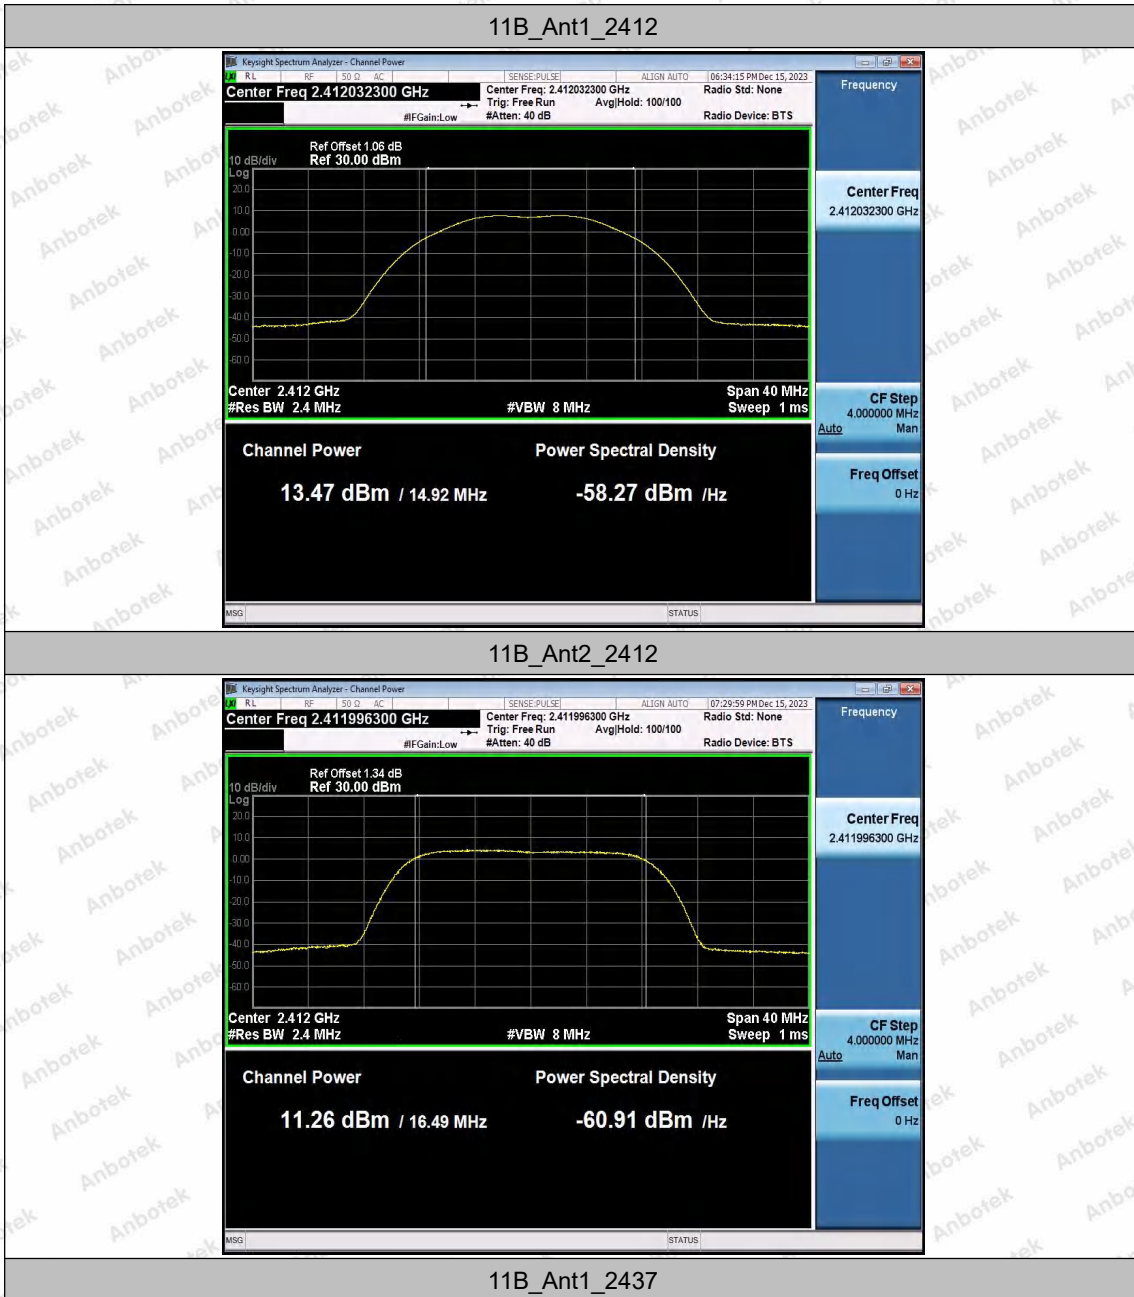 11B_Ant1_2412
Keysight Spectrum Analyzer - Channel Power
LXI RL RF 50 Ω AC SENSE:PULSE ALIGN AUTO 06:34:15 PM Dec 15, 2023
Center Freq 2.412032300 GHz
Center Freq: 2.412032300 GHz Radio Std: None
Trig: Free Run Avg|Hold: 100/100
#IFGain:Low #Atten: 40 dB Radio Device: BTS
Frequency
Ref Offset 1.06 dB
10 dB/div Ref 30.00 dBm
Log
20.0
10.0
0.00
-10.0
-20.0
-30.0
-40.0
-50.0
-60.0
Center Freq
2.412032300 GHz
Center 2.412 GHz Span 40 MHz
#Res BW 2.4 MHz #VBW 8 MHz Sweep 1 ms
CF Step
4.000000 MHz
Auto Man
Channel Power Power Spectral Density
13.47 dBm / 14.92 MHz -58.27 dBm /Hz
Freq Offset
0 Hz
MSG STATUS
11B_Ant2_2412
Keysight Spectrum Analyzer - Channel Power
LXI RL RF 50 Ω AC SENSE:PULSE ALIGN AUTO 07:29:59 PM Dec 15, 2023
Center Freq 2.411996300 GHz
Center Freq: 2.411996300 GHz Radio Std: None
Trig: Free Run Avg|Hold: 100/100
#IFGain:Low #Atten: 40 dB Radio Device: BTS
Frequency
Ref Offset 1.34 dB
10 dB/div Ref 30.00 dBm
Log
20.0
10.0
0.00
-10.0
-20.0
-30.0
-40.0
-50.0
-60.0
Center Freq
2.411996300 GHz
Center 2.412 GHz Span 40 MHz
#Res BW 2.4 MHz #VBW 8 MHz Sweep 1 ms
CF Step
4.000000 MHz
Auto Man
Channel Power Power Spectral Density
11.26 dBm / 16.49 MHz -60.91 dBm /Hz
Freq Offset
0 Hz
MSG STATUS
11B_Ant1_2437
Anbotek